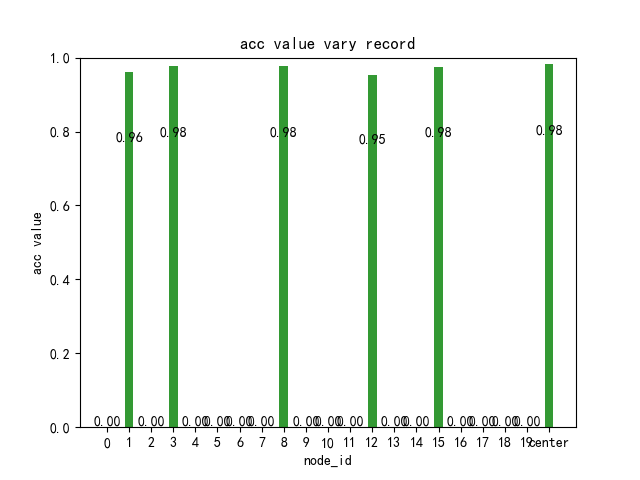 acc value vary record
1.0
0.8
0.6
0.4
0.2
0.0
acc value
0.96 0.98 0.98 0.95 0.98 0.98
0.00 0.00 0.00 0.00 0.00 0.00 0.00 0.00 0.00 0.00 0.00 0.00 0.00 0.00 0.00
0 1 2 3 4 5 6 7 8 9 10 11 12 13 14 15 16 17 18 19 center
node_id